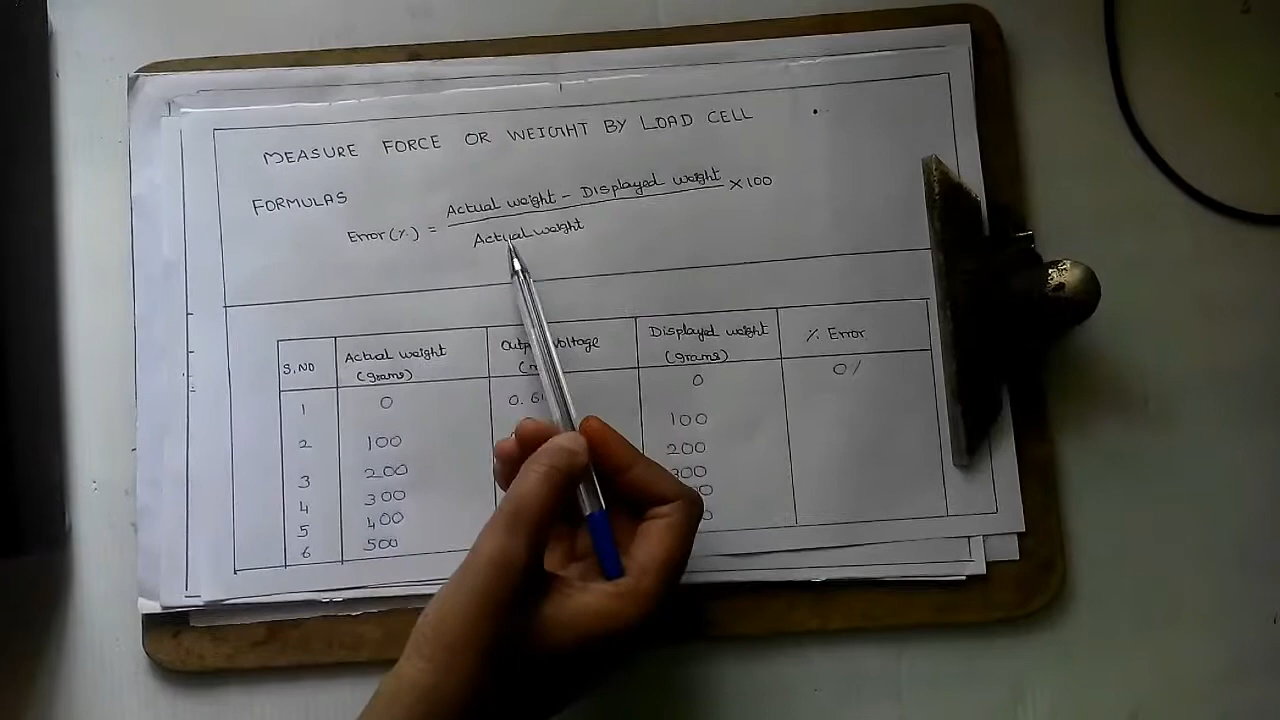 MEASURE FORCE OR WEIGHT BY LOAD CELL
FORMULAS
Error (%) = Actual weight - Displayed weight / Actual weight × 100
S.NO Actual weight (grams) Voltage Displayed weight (grams) % Error
1 0 0 0%
2 100 100
3 200 200
4 300 300
5 400
6 500